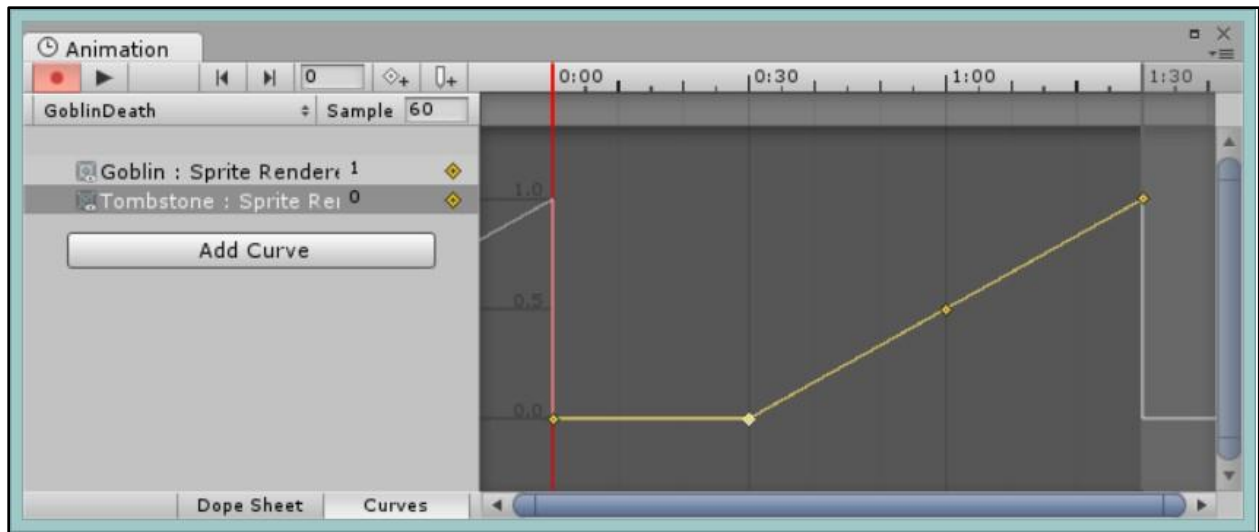 Animation
0 0:00 0:30 1:00 1:30
GoblinDeath Sample 60
Goblin : Sprite Rendere 1
Tombstone : Sprite Rei 0
Add Curve
1.0
0.5
0.0
Dope Sheet Curves